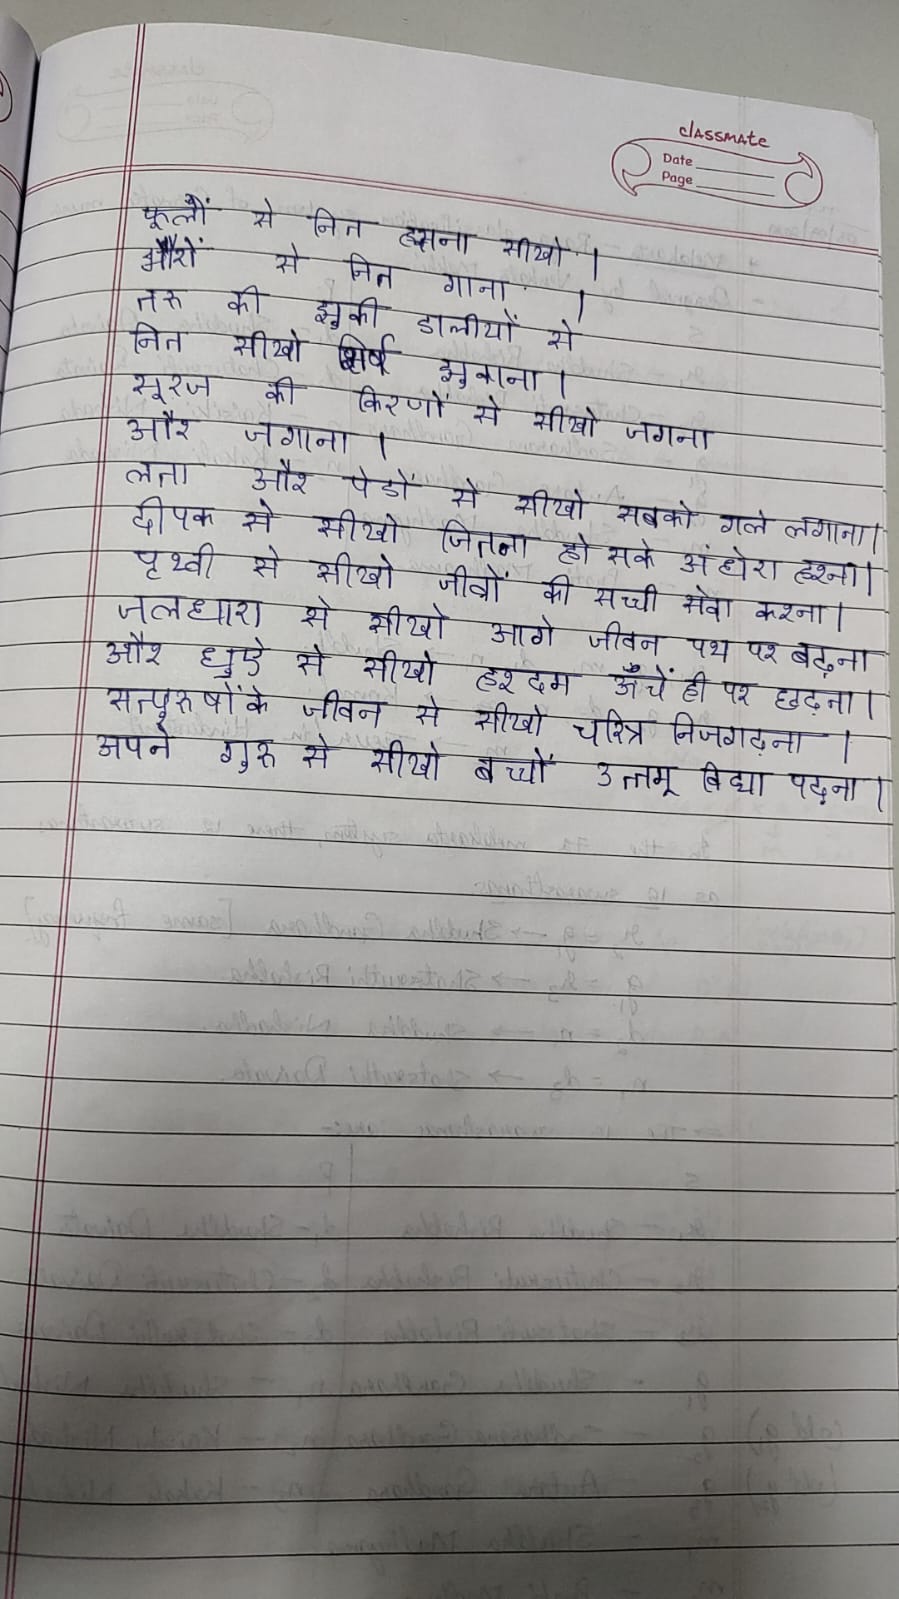 classmate
Date
Page
फूलों से नित हसना सीखो ।
भौरों से नित गाना ।
तरु की झुकी डालीयों से
नित सीखो शिर्ष झुकाना ।
सूरज की किरणों से सीखो जगना
और जगाना ।
लता और पेडों से सीखो सबको गले लगाना ।
दीपक से सीखो जितना हो सके अंधेरा हरना ।
पृथ्वी से सीखो जीवों की सच्ची सेवा करना ।
जलधारा से सीखो आगे जीवन पथ पर बढ़ना
और धुएे से सीखो हरदम ऊँचें ही पर छढ़ना ।
सत्पुरुषों के जीवन से सीखो चरित्र निजगढ़ना ।
अपने गुरु से सीखो बच्चों उत्तम् विद्या पढ़ना ।